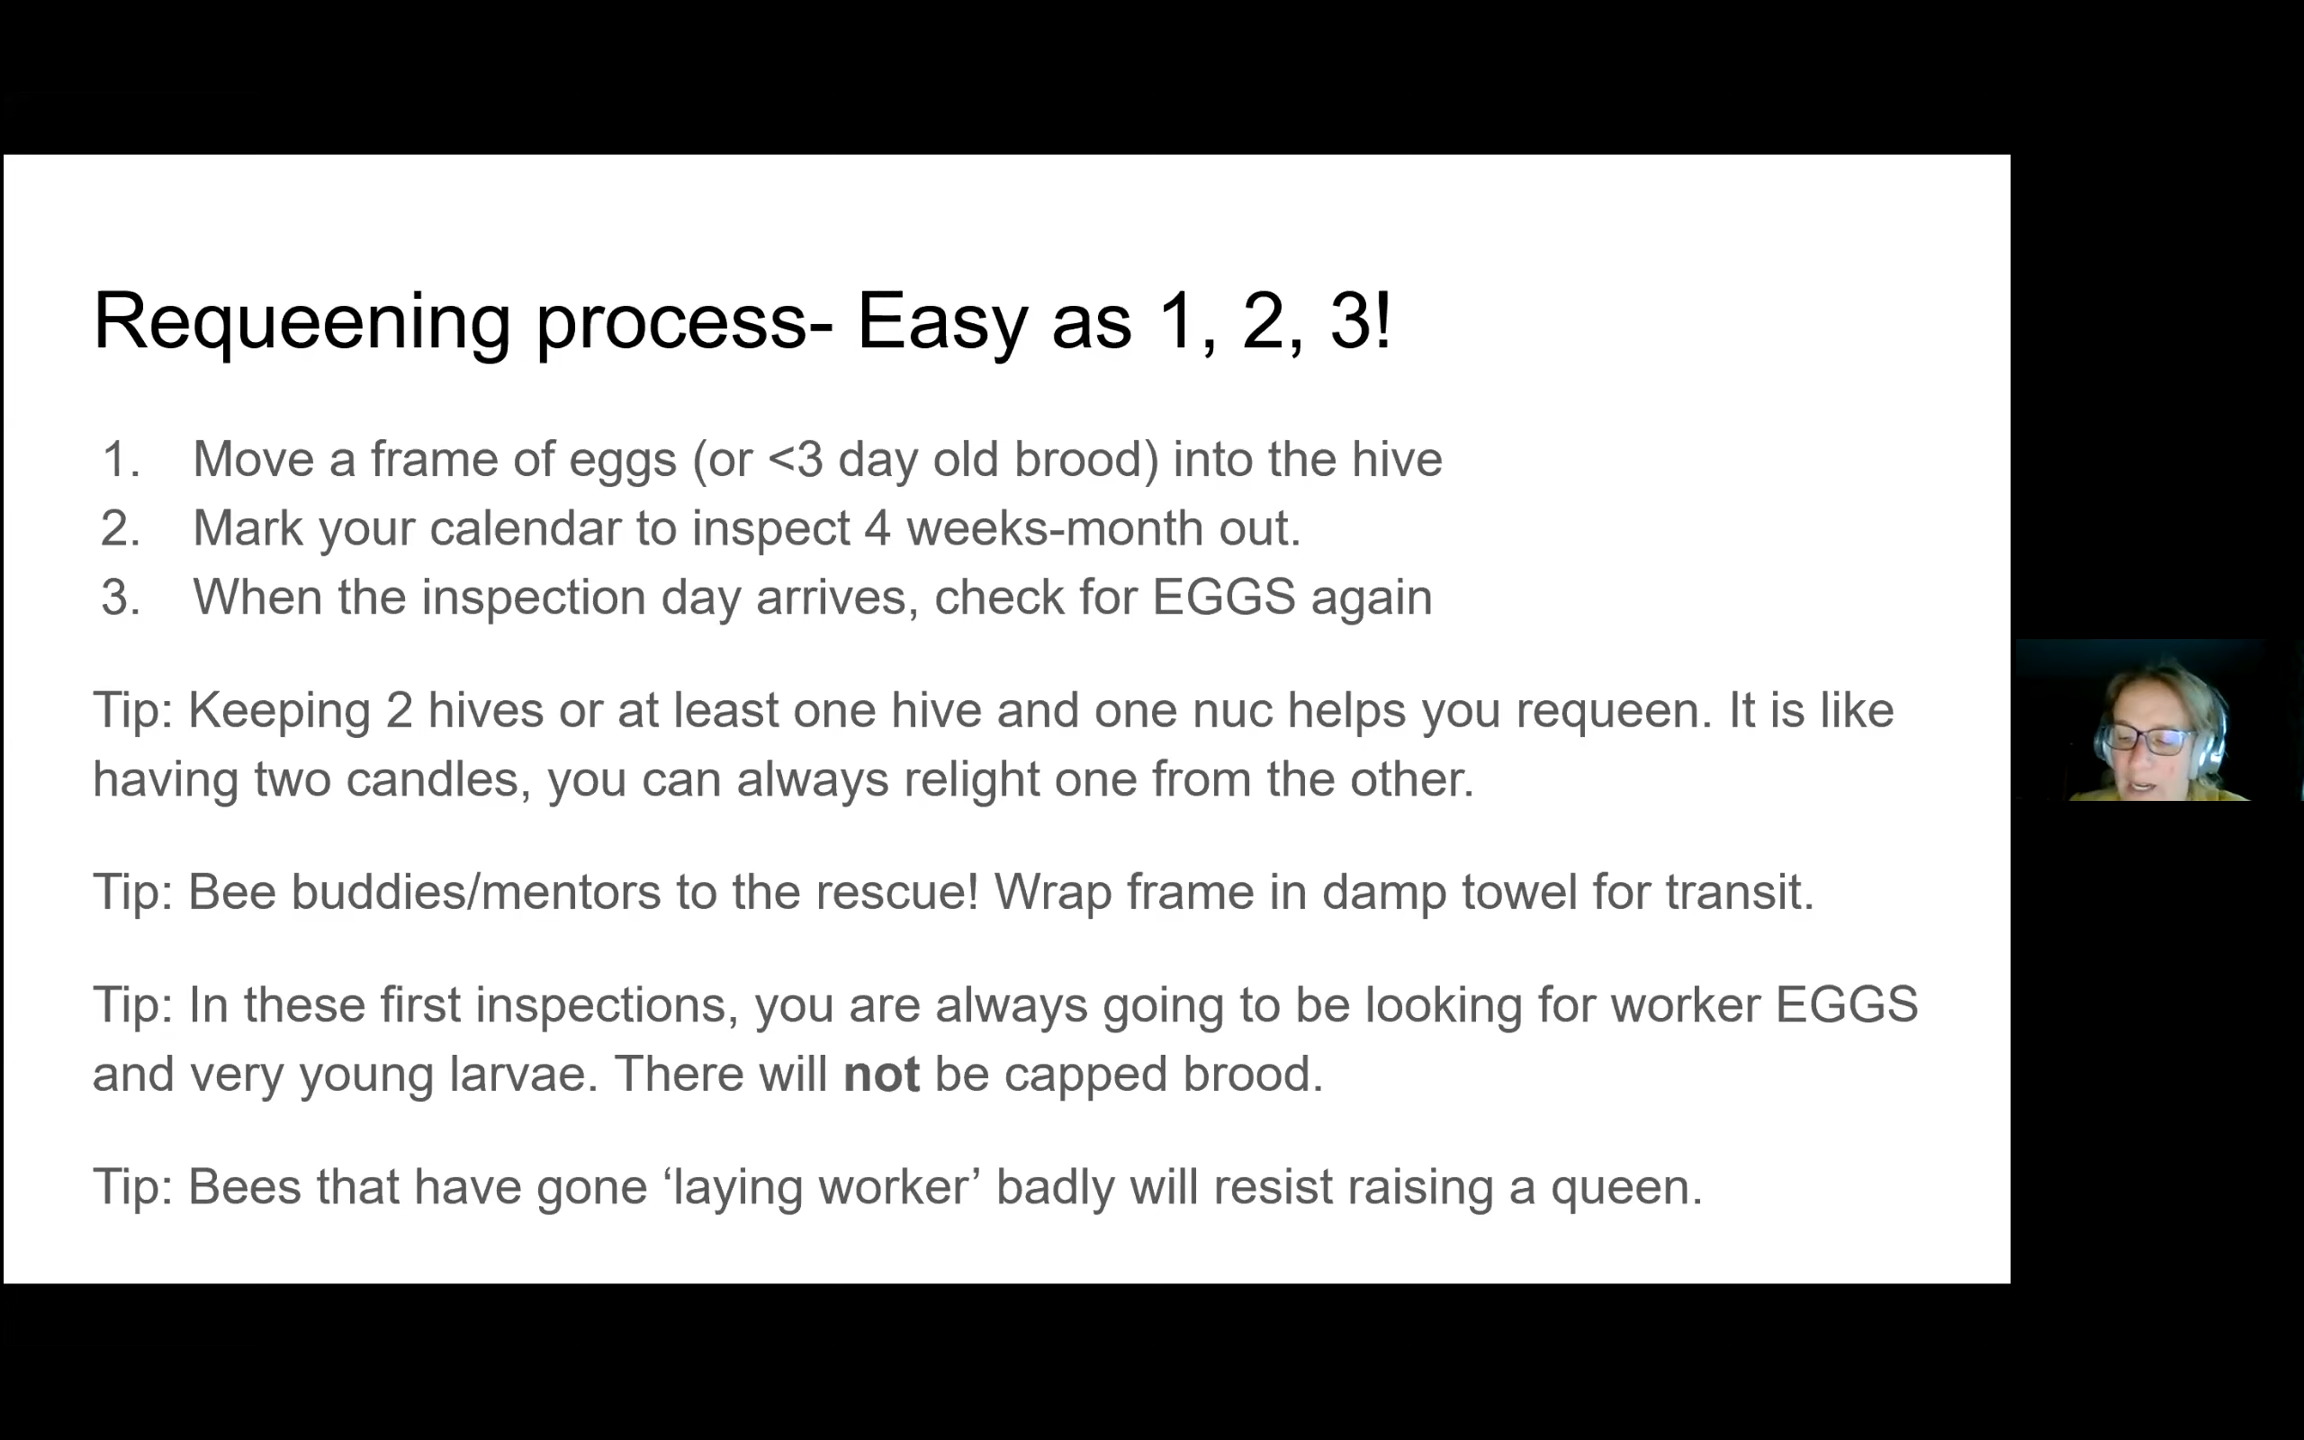 Requeening process- Easy as 1, 2, 3!
1. Move a frame of eggs (or <3 day old brood) into the hive
2. Mark your calendar to inspect 4 weeks-month out.
3. When the inspection day arrives, check for EGGS again
Tip: Keeping 2 hives or at least one hive and one nuc helps you requeen. It is like
having two candles, you can always relight one from the other.
Tip: Bee buddies/mentors to the rescue! Wrap frame in damp towel for transit.
Tip: In these first inspections, you are always going to be looking for worker EGGS
and very young larvae. There will not be capped brood.
Tip: Bees that have gone ‘laying worker’ badly will resist raising a queen.